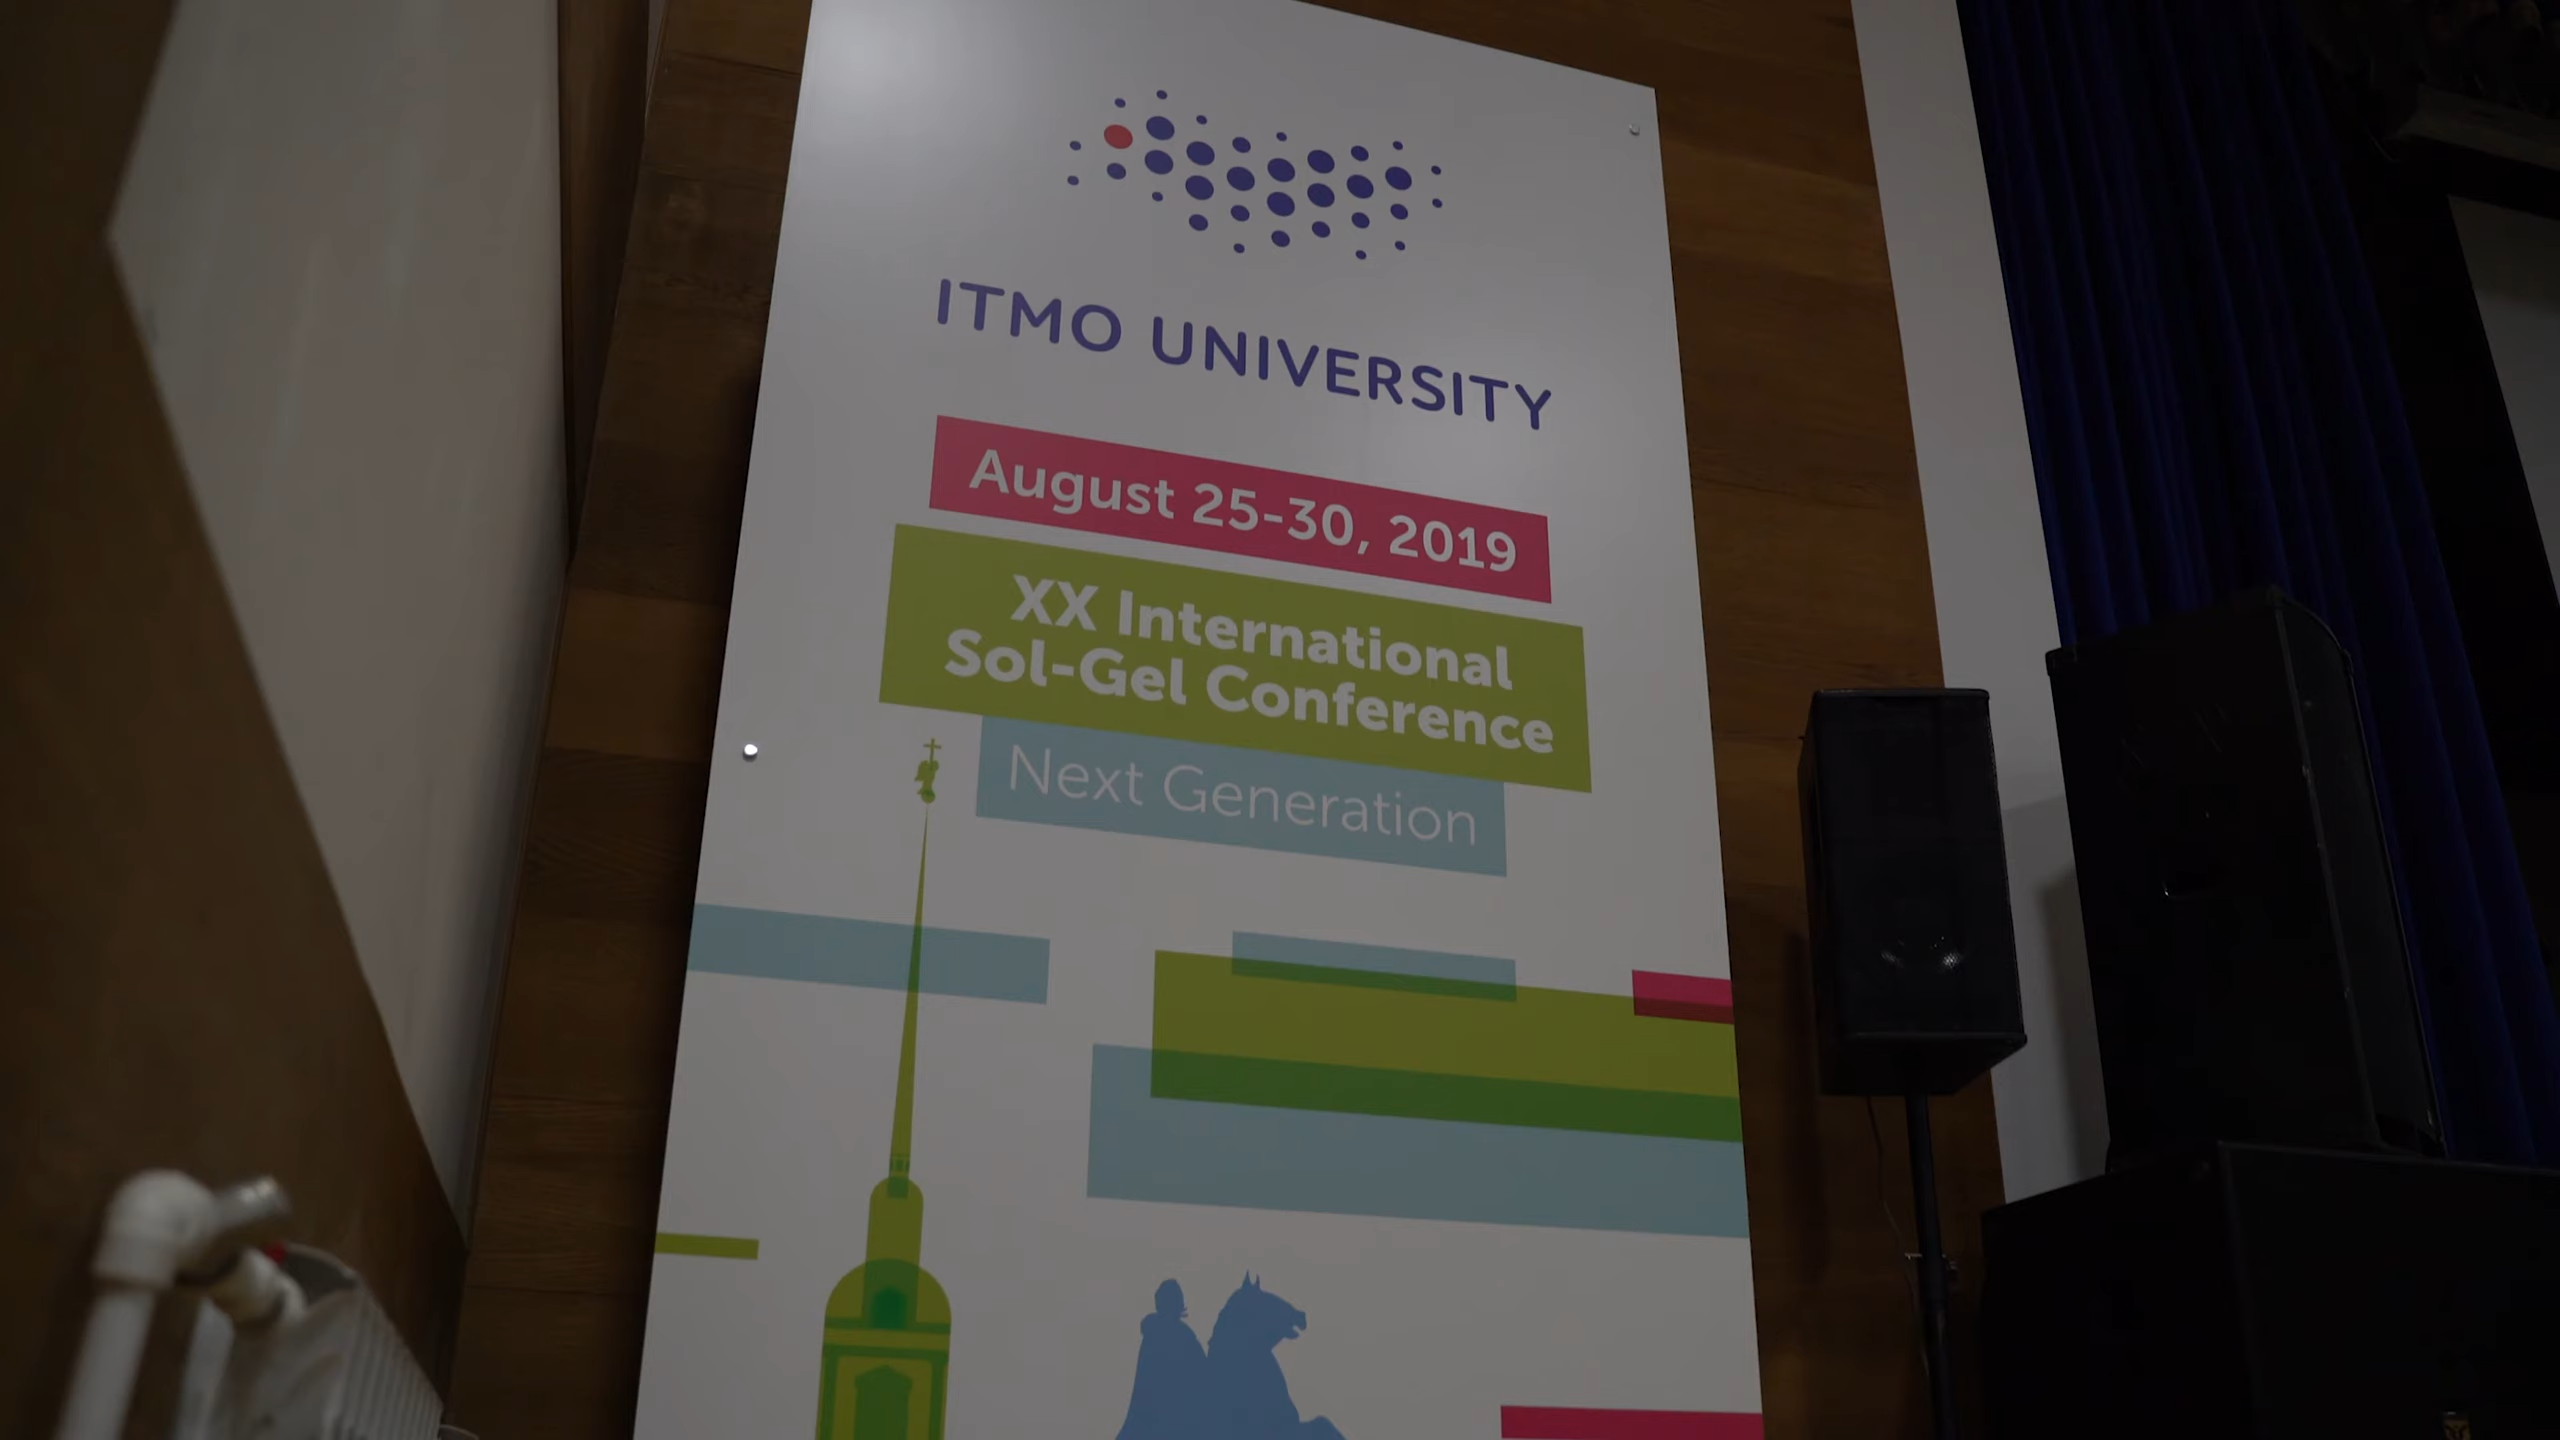 ITMO UNIVERSITY
August 25-30, 2019
XX International
Sol-Gel Conference
Next Generation